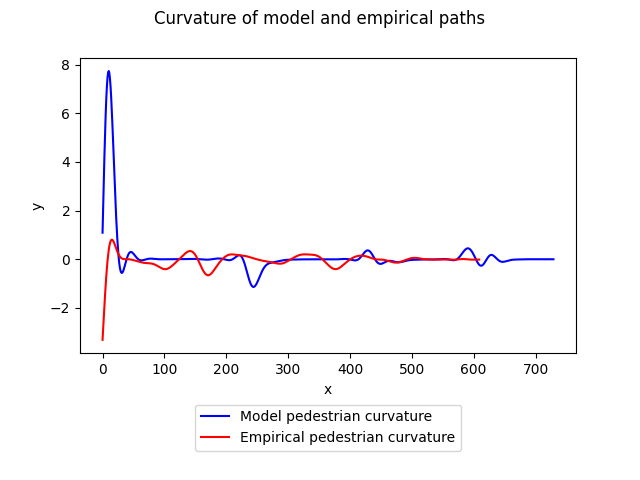 Curvature of model and empirical paths
8
6
4
2
0
−2
y
0 100 200 300 400 500 600 700
x
Model pedestrian curvature
Empirical pedestrian curvature